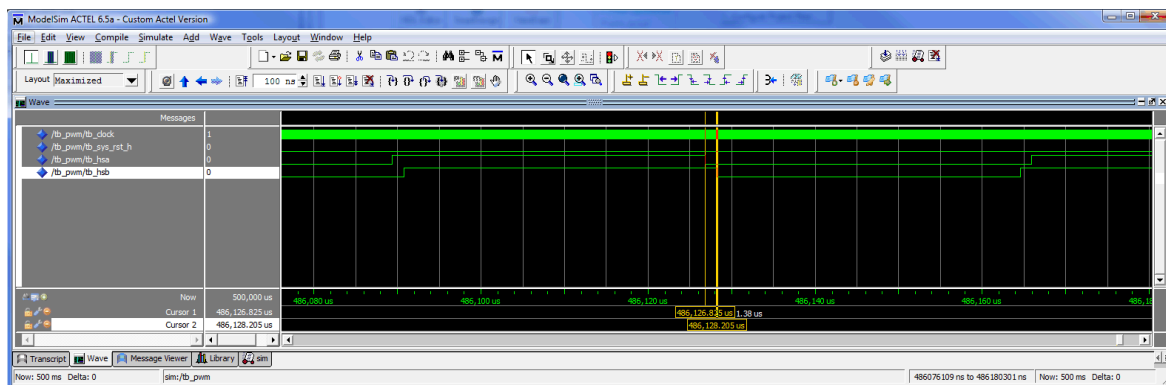 ModelSim ACTEL 6.5a - Custom Actel Version
File Edit View Compile Simulate Add Wave Tools Layout Window Help
Layout Maximized
100 ns
Wave
Messages
/tb_pwm/tb_clock 1
/tb_pwm/tb_sys_rst_h 0
/tb_pwm/tb_hsa 0
/tb_pwm/tb_hsb 0
Now 500,000 us
486,080 us 486,100 us 486,120 us 486,140 us 486,160 us 486,18
Cursor 1 486,126.825 us 486,126.825 us 1.38 us
Cursor 2 486,128.205 us 486,128.205 us
Transcript Wave Message Viewer Library sim
Now: 500 ms Delta: 0 sim:/tb_pwm 486076109 ns to 486180301 ns Now: 500 ms Delta: 0